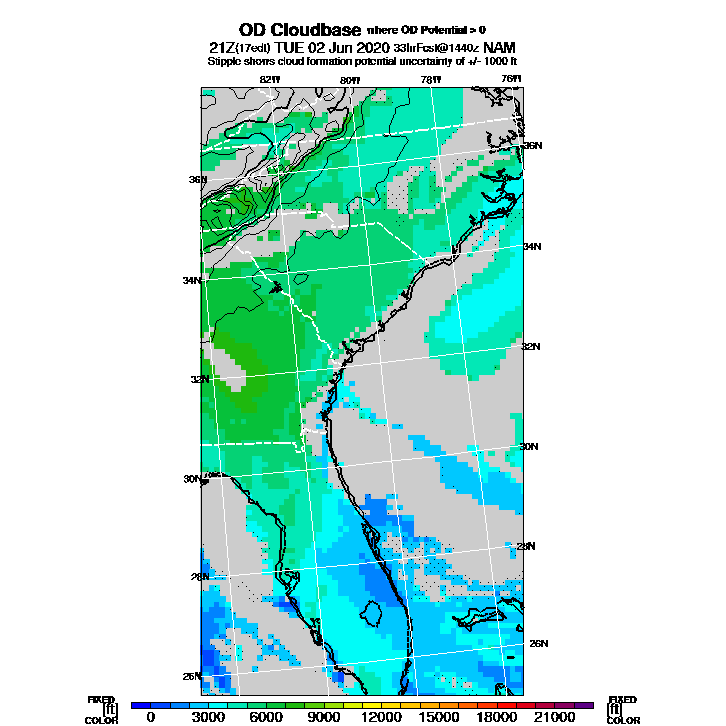 OD Cloudbase where OD Potential > 0
21Z(17edt) TUE 02 Jun 2020 33hrFcst@1440z NAM
Stipple shows cloud formation potential uncertainty of +/- 1000 ft
82W 80W 78W 76W
36N
36N
34N
34N
32N
32N
30N
30N
28N
28N
26N
26N
FIXED FIXED
[ft] 0 3000 6000 9000 12000 15000 18000 21000 [ft]
COLOR COLOR